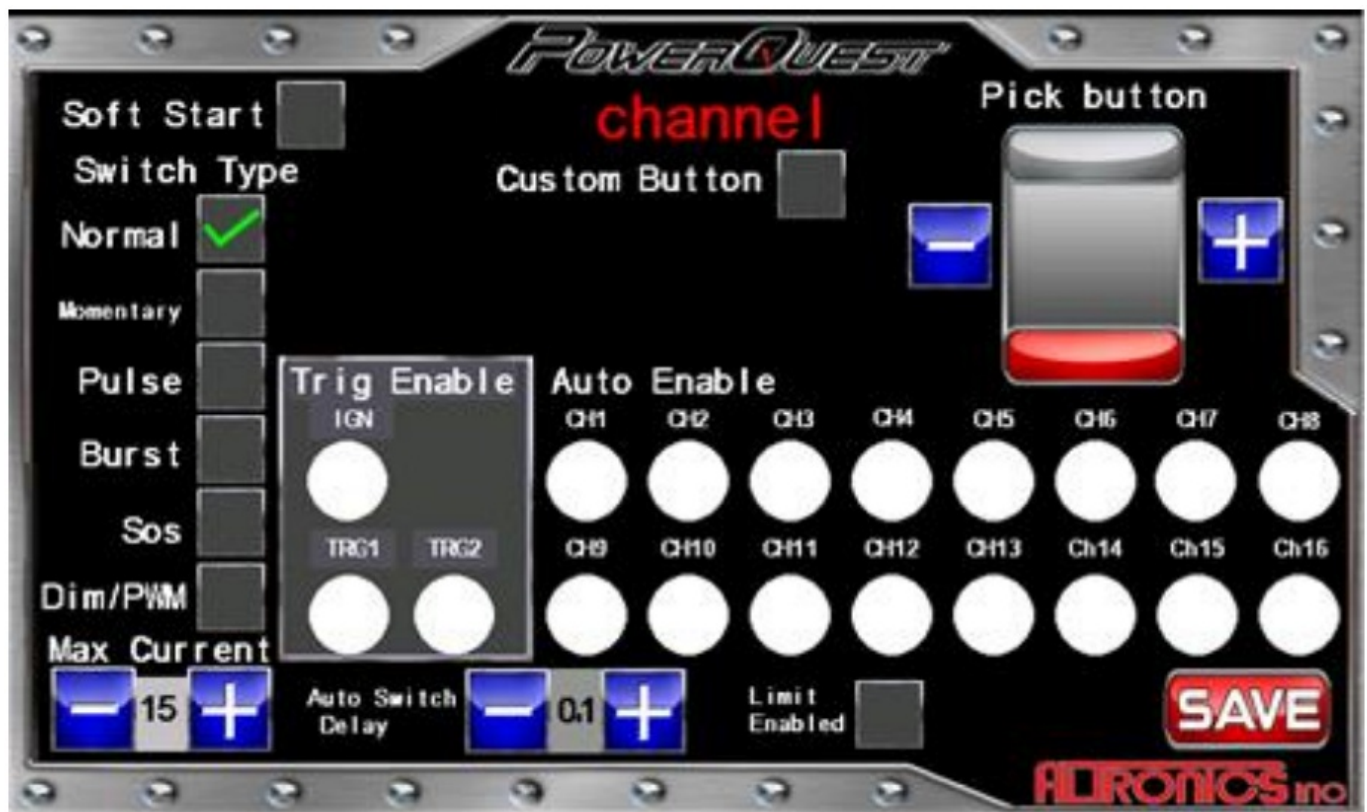 PowerQuest
Soft Start
channel
Pick button
Switch Type
Custom Button
Normal
Momentary
Pulse
Burst
Sos
Dim/PWM
Trig Enable
IGN
TRG1 TRG2
Auto Enable
CH1 CH2 CH3 CH4 CH5 CH6 CH7 CH8
CH9 CH10 CH11 CH12 CH13 Ch14 Ch15 Ch16
Max Current
- 15 +
Auto Switch
Delay
- 0.1 +
Limit
Enabled
SAVE
ALTRONICS INC